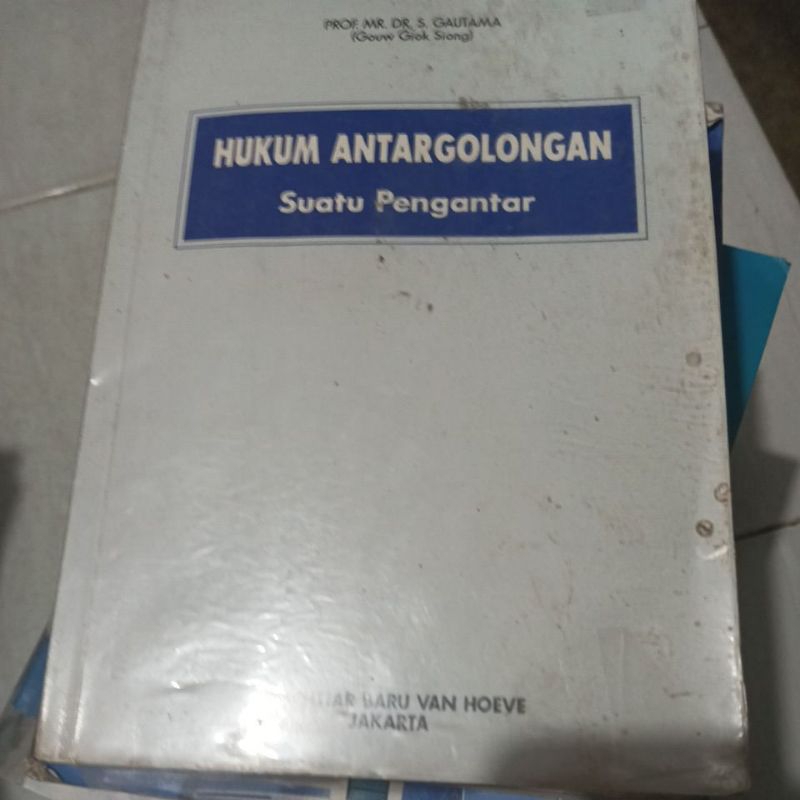 PROF. MR. DR. S. GAUTAMA
(Gouw Giok Siong)
HUKUM ANTARGOLONGAN
Suatu Pengantar
BARU VAN HOEVE
JAKARTA